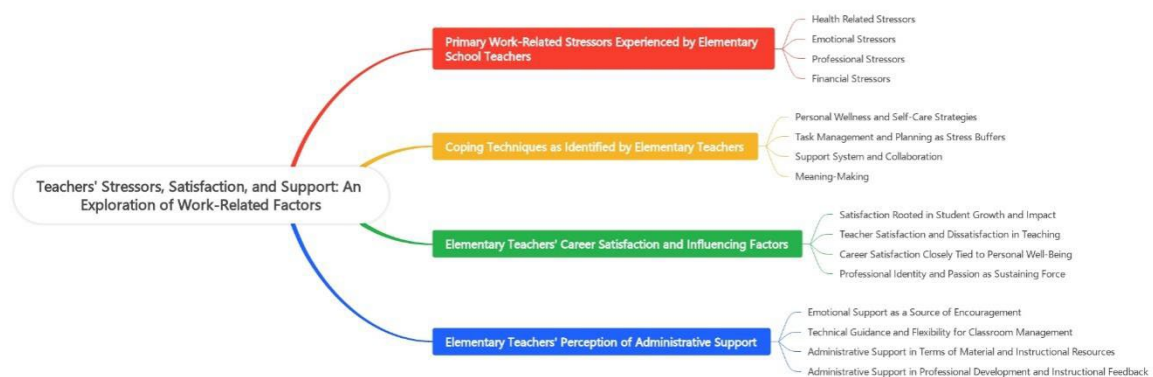 Teachers' Stressors, Satisfaction, and Support: An
Exploration of Work-Related Factors
Primary Work-Related Stressors Experienced by Elementary
School Teachers
Health Related Stressors
Emotional Stressors
Professional Stressors
Financial Stressors
Coping Techniques as Identified by Elementary Teachers
Personal Wellness and Self-Care Strategies
Task Management and Planning as Stress Buffers
Support System and Collaboration
Meaning-Making
Elementary Teachers' Career Satisfaction and Influencing Factors
Satisfaction Rooted in Student Growth and Impact
Teacher Satisfaction and Dissatisfaction in Teaching
Career Satisfaction Closely Tied to Personal Well-Being
Professional Identity and Passion as Sustaining Force
Elementary Teachers' Perception of Administrative Support
Emotional Support as a Source of Encouragement
Technical Guidance and Flexibility for Classroom Management
Administrative Support in Terms of Material and Instructional Resources
Administrative Support in Professional Development and Instructional Feedback